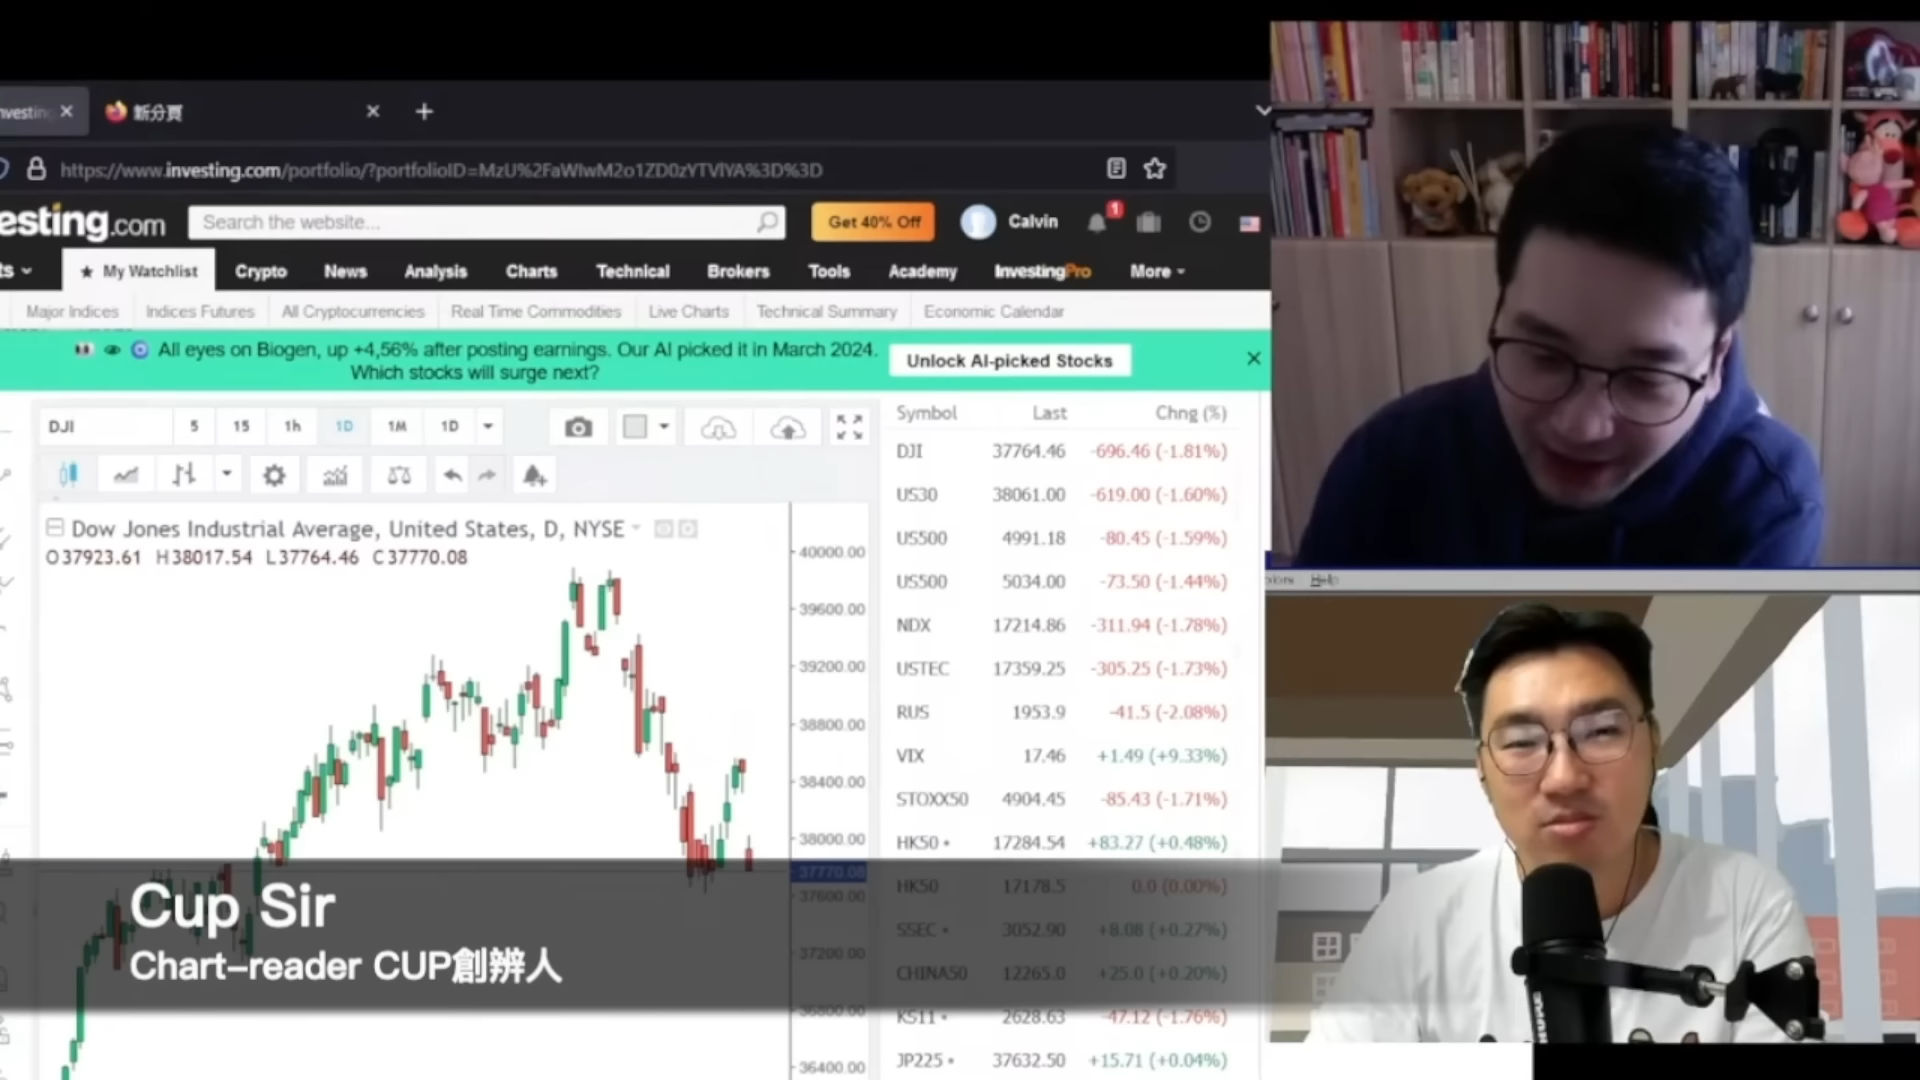 新分頁
https://www.investing.com/portfolio/?portfolioID=MzU%2FaWIwM2o1ZD0zYTVlYA%3D%3D
esting.com
Search the website...
Get 40% Off
Calvin
1
My Watchlist
Crypto
News
Analysis
Charts
Technical
Brokers
Tools
Academy
InvestingPro
More
Major Indices
Indices Futures
All Cryptocurrencies
Real Time Commodities
Live Charts
Technical Summary
Economic Calendar
All eyes on Biogen, up +4,56% after posting earnings. Our AI picked it in March 2024.
Which stocks will surge next?
Unlock AI-picked Stocks
DJI 5 15 1h 1D 1M 1D
Dow Jones Industrial Average, United States, D, NYSE
O37923.61 H38017.54 L37764.46 C37770.08
40000.00
39600.00
39200.00
38800.00
38400.00
38000.00
37770.08
37600.00
37200.00
36800.00
36400.00
Symbol Last Chng (%)
DJI 37764.46 -696.46 (-1.81%)
US30 38061.00 -619.00 (-1.60%)
US500 4991.18 -80.45 (-1.59%)
US500 5034.00 -73.50 (-1.44%)
NDX 17214.86 -311.94 (-1.78%)
USTEC 17359.25 -305.25 (-1.73%)
RUS 1953.9 -41.5 (-2.08%)
VIX 17.46 +1.49 (+9.33%)
STOXX50 4904.45 -85.43 (-1.71%)
HK50 17284.54 +83.27 (+0.48%)
HK50 17178.5 0.0 (0.00%)
SSEC 3052.90 +8.08 (+0.27%)
CHINA50 12265.0 +25.0 (+0.20%)
KS11 2628.63 -47.12 (-1.76%)
JP225 37632.50 +15.71 (+0.04%)
Help
Cup Sir
Chart-reader CUP創辦人